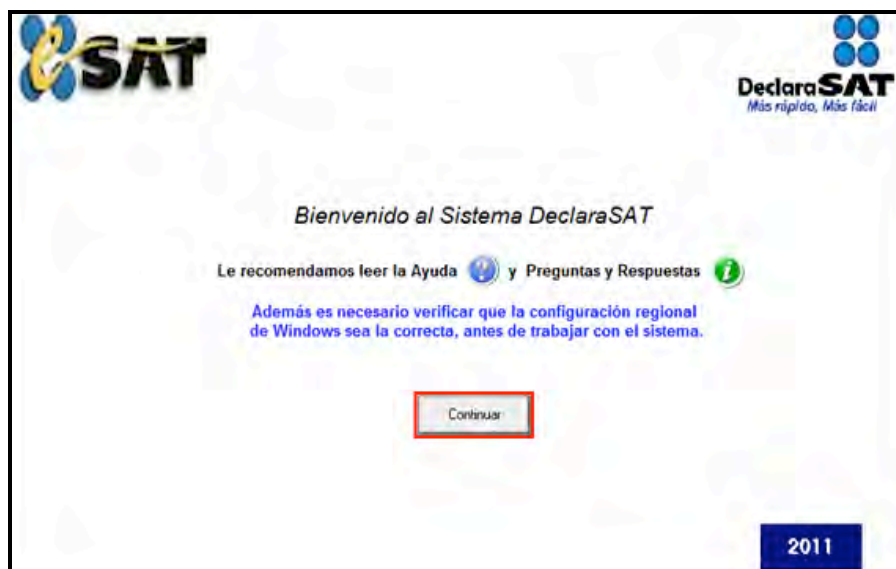 eSAT
DeclaraSAT
Más rápido, Más fácil
Bienvenido al Sistema DeclaraSAT
Le recomendamos leer la Ayuda ? y Preguntas y Respuestas i
Además es necesario verificar que la configuración regional
de Windows sea la correcta, antes de trabajar con el sistema.
Continuar
2011